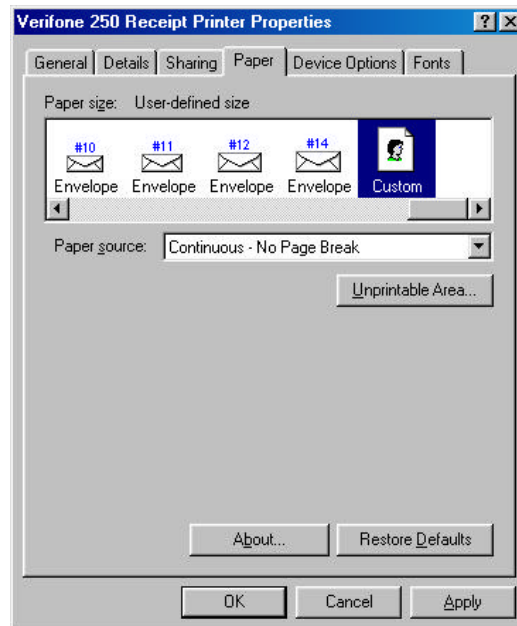 Verifone 250 Receipt Printer Properties
General Details Sharing Paper Device Options Fonts
Paper size: User-defined size
#10 #11 #12 #14
Envelope Envelope Envelope Envelope Custom
Paper source: Continuous - No Page Break
Unprintable Area...
About... Restore Defaults
OK Cancel Apply